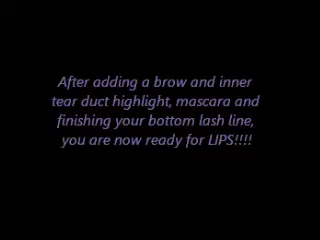 After adding a brow and inner
tear duct highlight, mascara and
finishing your bottom lash line,
you are now ready for LIPS!!!!